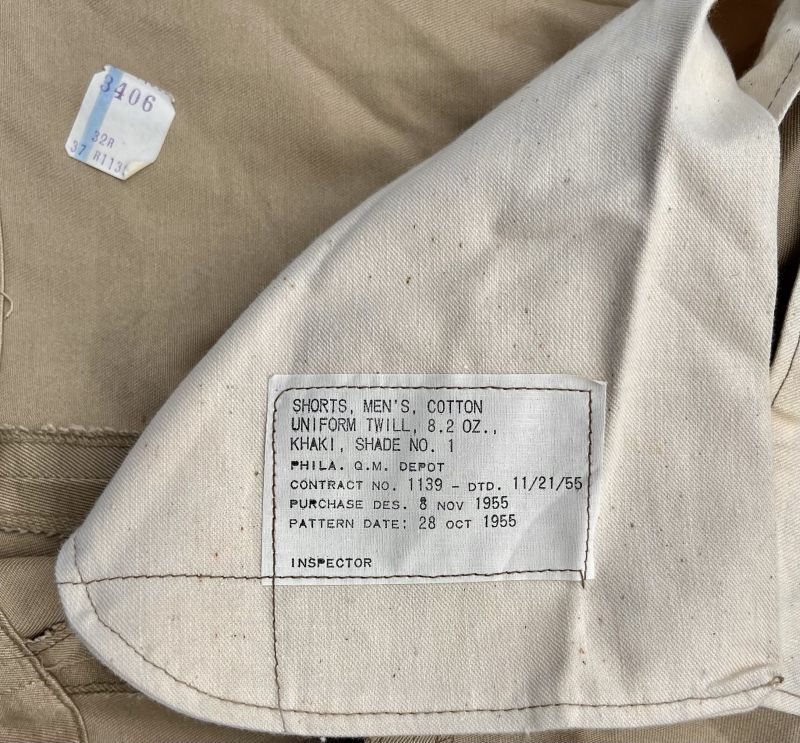 3406
32R
37
SHORTS, MEN'S, COTTON
UNIFORM TWILL, 8.2 OZ.,
KHAKI, SHADE NO. 1
PHILA. Q.M. DEPOT
CONTRACT NO. 1139 - DTD. 11/21/55
PURCHASE DES. 8 NOV 1955
PATTERN DATE: 28 OCT 1955
INSPECTOR